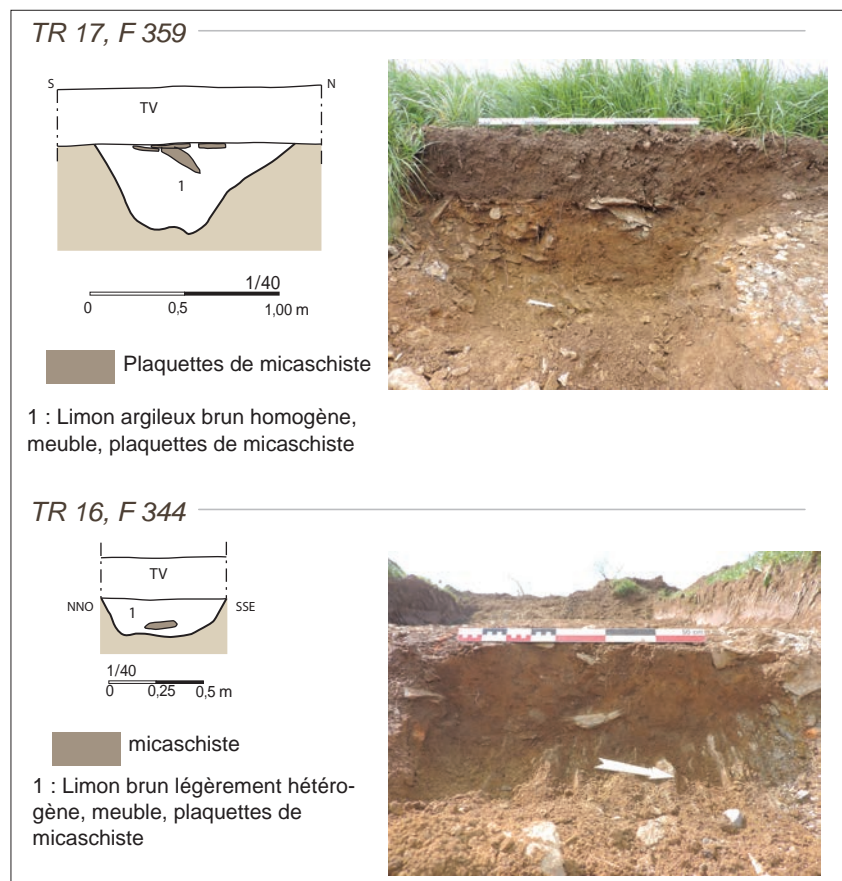 TR 17, F 359
S
N
TV
1
1/40
0 0,5 1,00 m
Plaquettes de micaschiste
1 : Limon argileux brun homogène,
meuble, plaquettes de micaschiste
TR 16, F 344
TV
NNO 1 SSE
1/40
0 0,25 0,5 m
micaschiste
1 : Limon brun légèrement hétéro-
gène, meuble, plaquettes de
micaschiste
50 cm